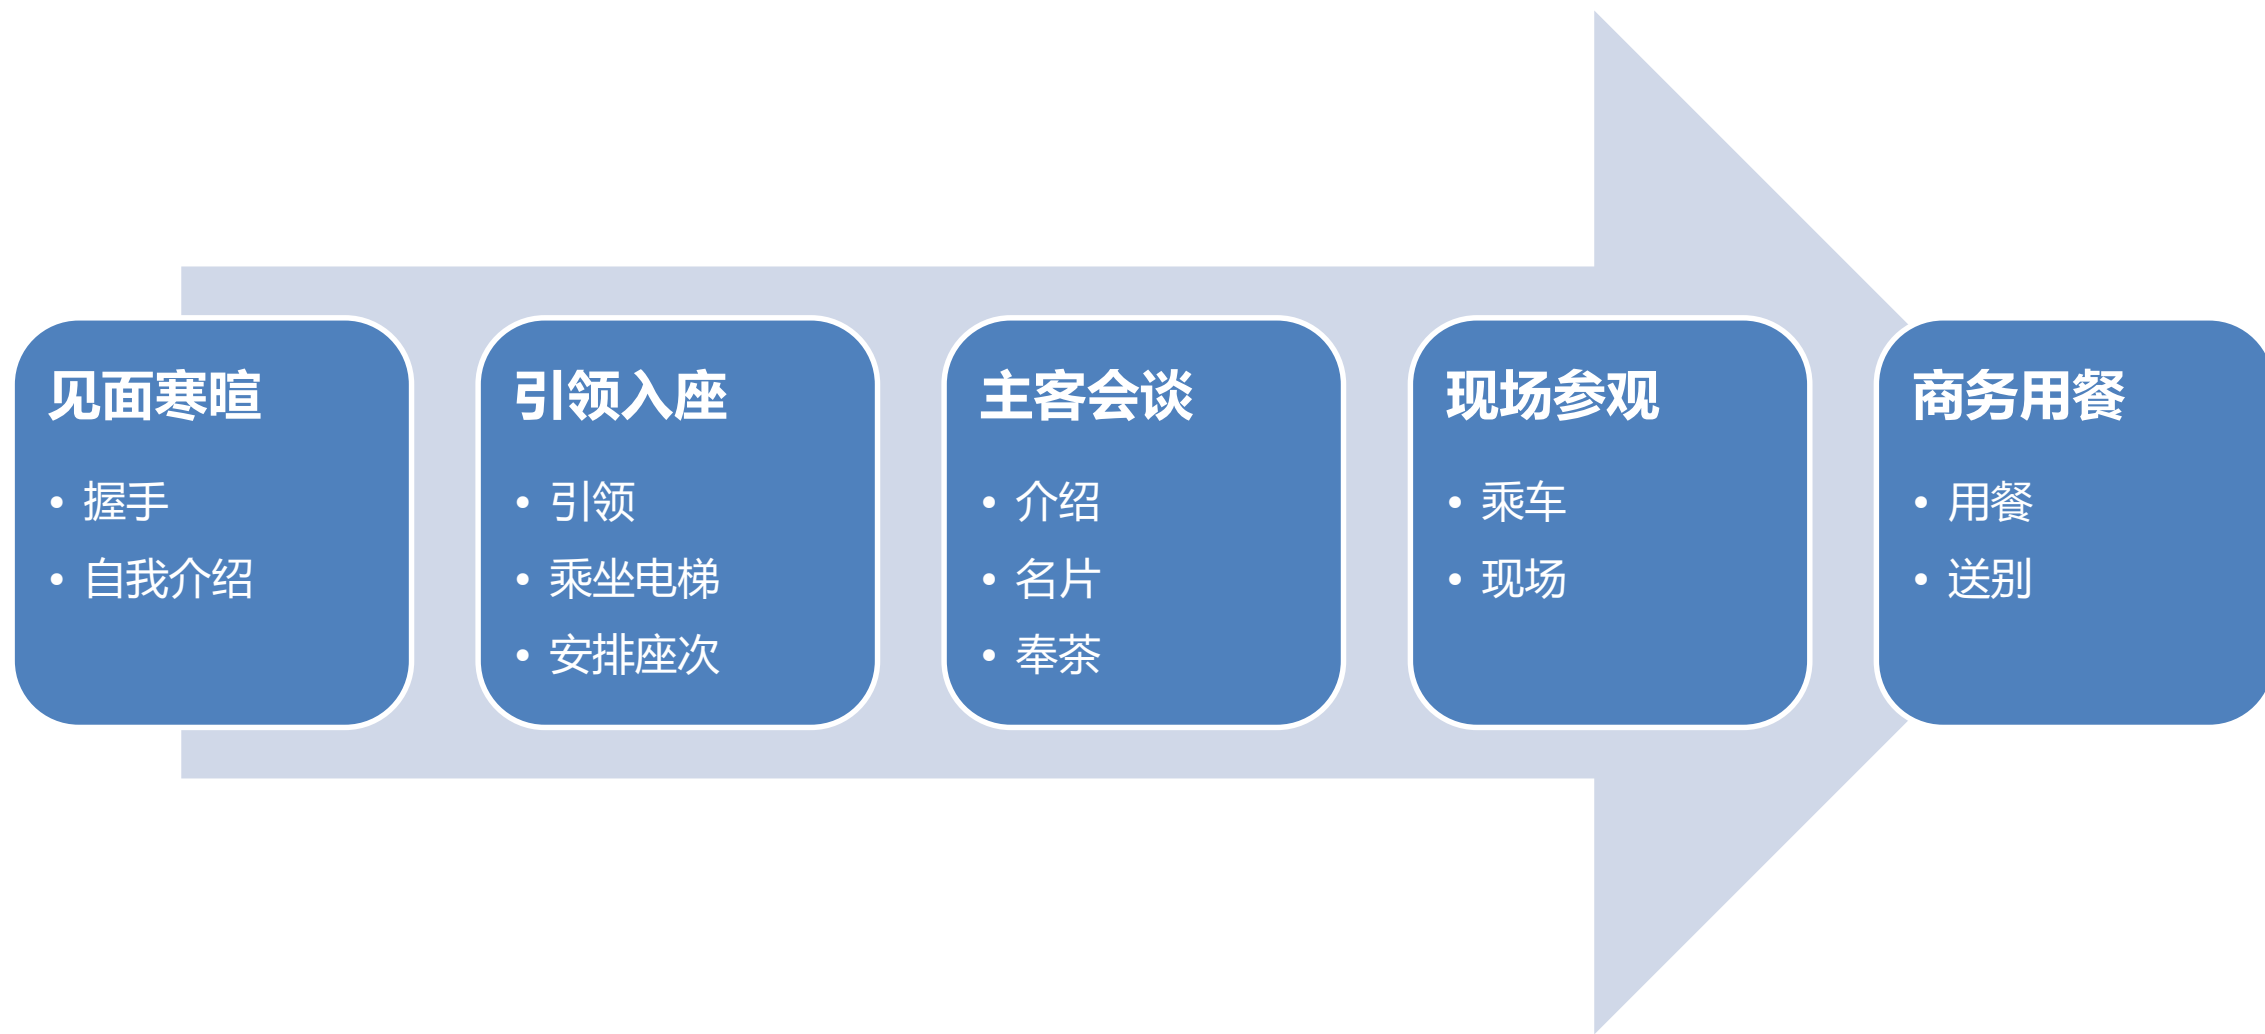 见面寒暄
• 握手
• 自我介绍
引领入座
• 引领
• 乘坐电梯
• 安排座次
主客会谈
• 介绍
• 名片
• 奉茶
现场参观
• 乘车
• 现场
商务用餐
• 用餐
• 送别